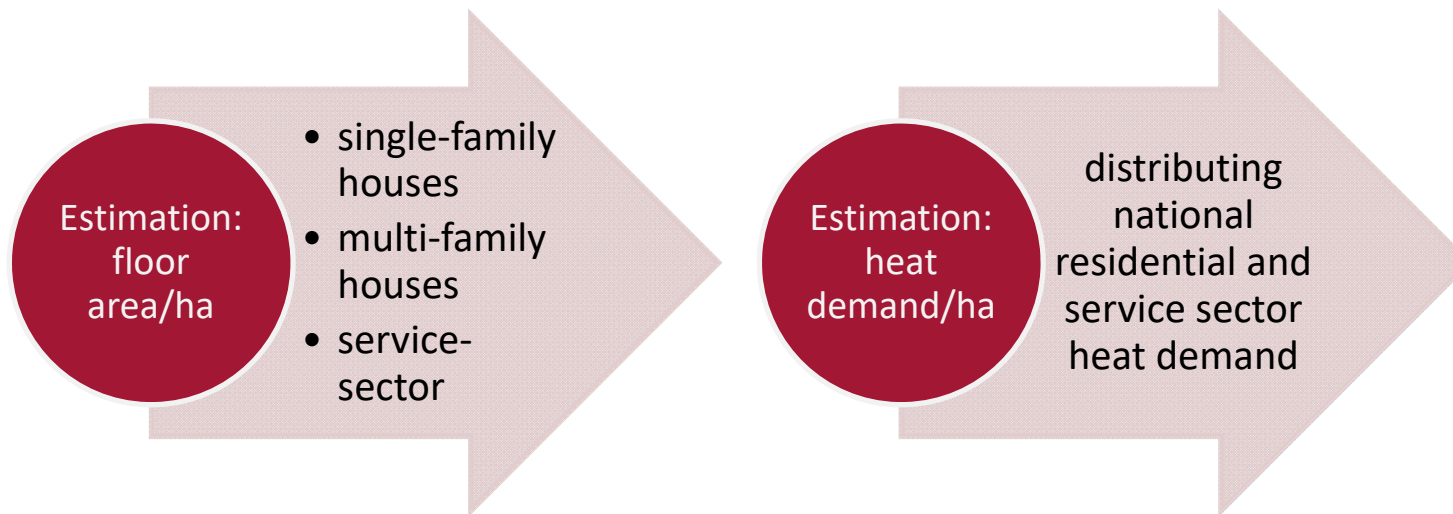 Estimation:
floor
area/ha
• single-family
houses
• multi-family
houses
• service-
sector
Estimation:
heat
demand/ha
distributing
national
residential and
service sector
heat demand